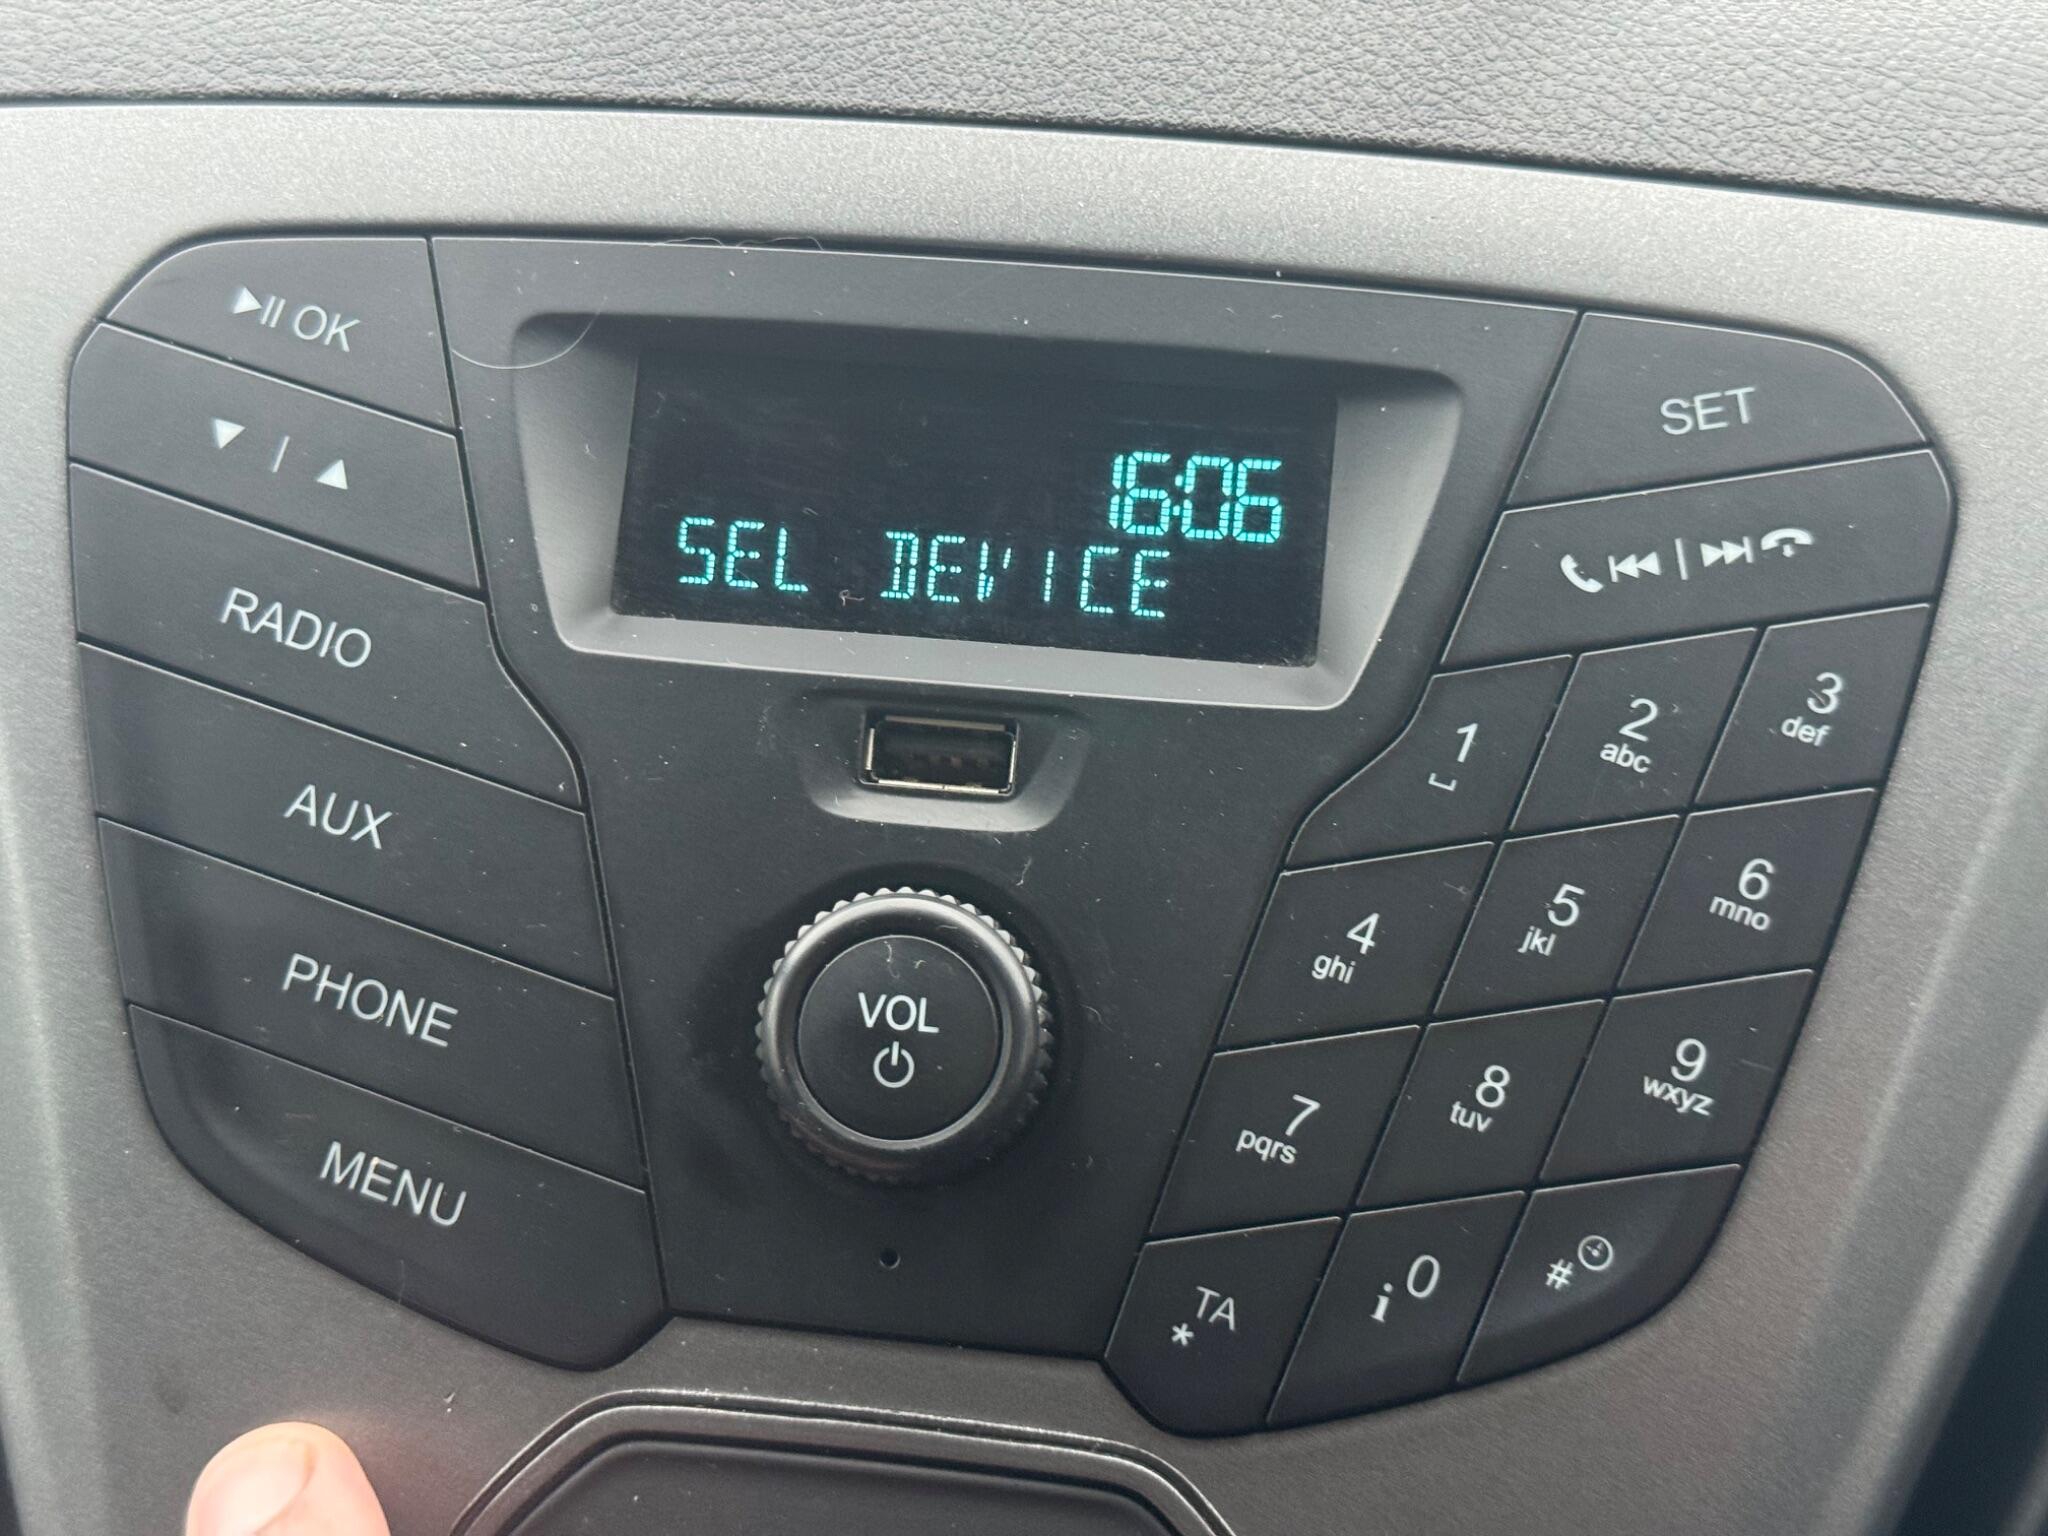 OK
16:06
SEL DEVICE
SET
RADIO
AUX
PHONE
MENU
VOL
1
2
abc
3
def
4
ghi
5
jkl
6
mno
7
pqrs
8
tuv
9
wxyz
TA
*
i 0
#